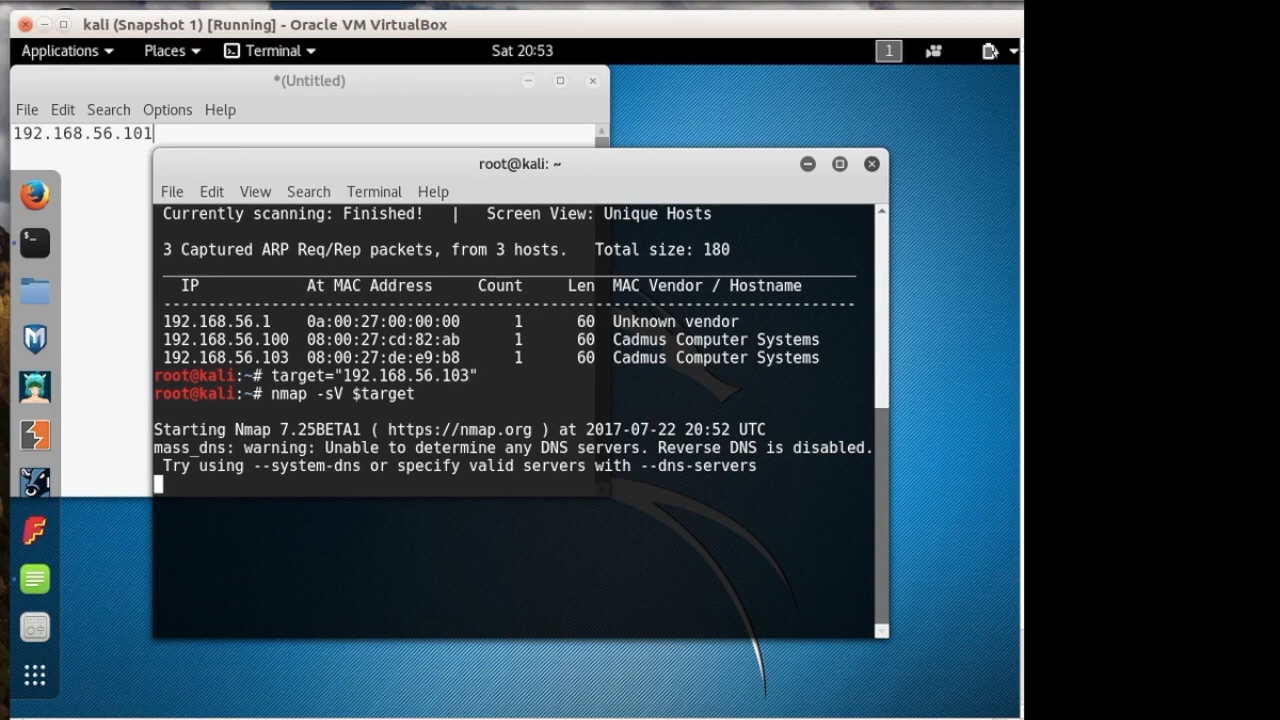 kali (Snapshot 1) [Running] - Oracle VM VirtualBox
Applications Places Terminal Sat 20:53 1
*(Untitled)
File Edit Search Options Help
192.168.56.101
root@kali: ~
File Edit View Search Terminal Help
Currently scanning: Finished! | Screen View: Unique Hosts
3 Captured ARP Req/Rep packets, from 3 hosts. Total size: 180
_____________________________________________________________________________
IP At MAC Address Count Len MAC Vendor / Hostname
-----------------------------------------------------------------------------
192.168.56.1 0a:00:27:00:00:00 1 60 Unknown vendor
192.168.56.100 08:00:27:cd:82:ab 1 60 Cadmus Computer Systems
192.168.56.103 08:00:27:de:e9:b8 1 60 Cadmus Computer Systems
root@kali:~# target="192.168.56.103"
root@kali:~# nmap -sV $target
Starting Nmap 7.25BETA1 ( https://nmap.org ) at 2017-07-22 20:52 UTC
mass_dns: warning: Unable to determine any DNS servers. Reverse DNS is disabled.
Try using --system-dns or specify valid servers with --dns-servers